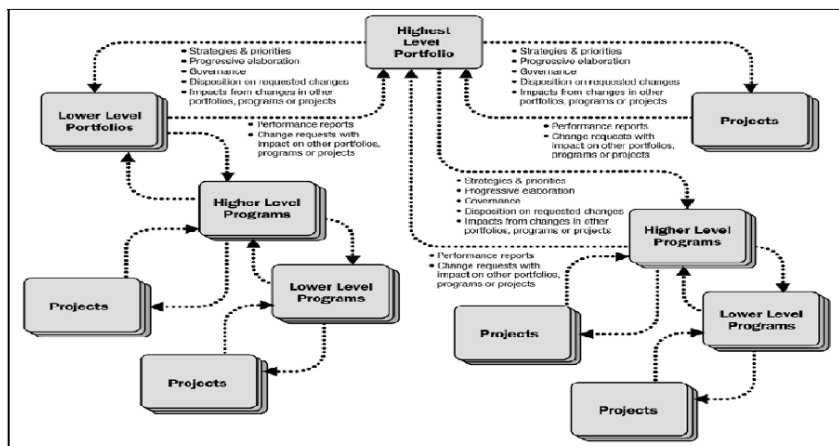 Highest
Level
Portfolio
• Strategies & priorities
• Progressive elaboration
• Governance
• Disposition on requested changes
• Impacts from changes in other
portfolios, programs or projects
• Strategies & priorities
• Progressive elaboration
• Governance
• Disposition on requested changes
• Impacts from changes in other
portfolios, programs or projects
Lower Level
Portfolios
Projects
• Performance reports
• Change requests with
impact on other portfolios,
programs or projects
• Performance reports
• Change requests with
impact on other portfolios,
programs or projects
• Strategies & priorities
• Progressive elaboration
• Governance
• Disposition on requested changes
• Impacts from changes in other
portfolios, programs or projects
Higher Level
Programs
Higher Level
Programs
• Performance reports
• Change requests with
impact on other portfolios,
programs or projects
Lower Level
Programs
Projects
Lower Level
Programs
Projects
Projects
Projects